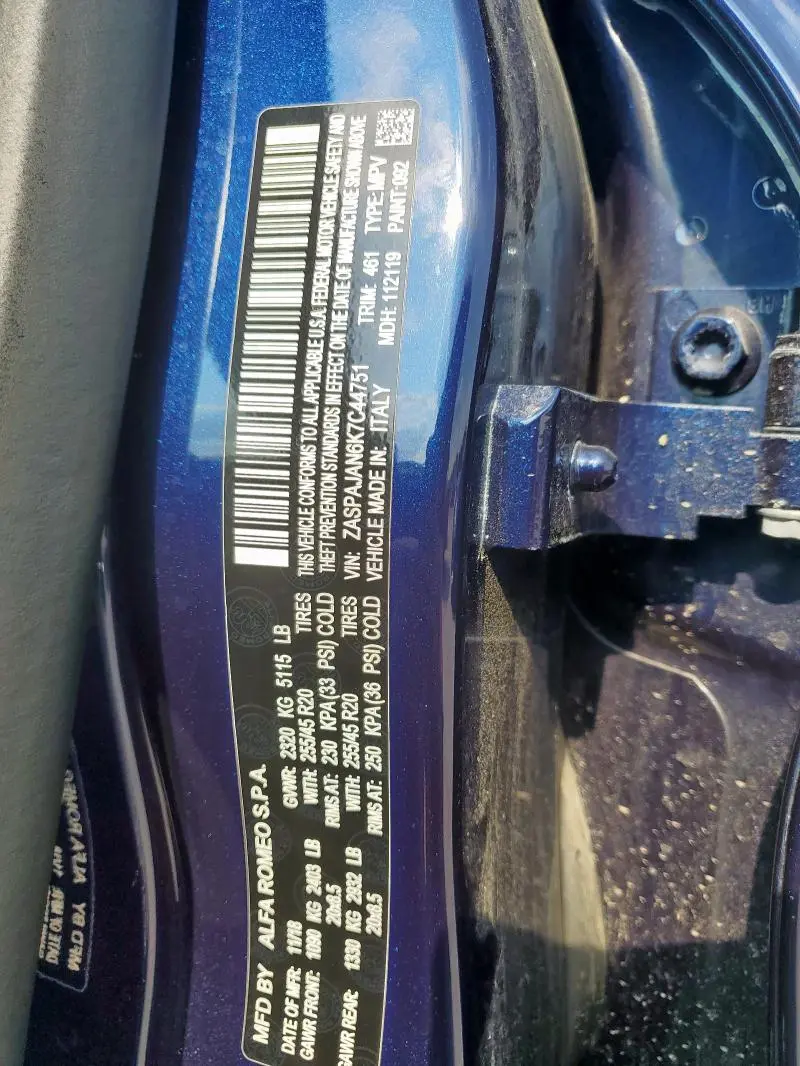 MFD BY ALFA ROMEO S.P.A.
DATE OF MFR: 11/18 GVWR: 2320 KG 5115 LB
GAWR FRONT: 1090 KG 2403 LB WITH: 255/45 R20 TIRES
20x8.5 RIMS AT: 230 KPA(33 PSI) COLD
GAWR REAR: 1330 KG 2932 LB WITH: 255/45 R20 TIRES
20x8.5 RIMS AT: 250 KPA(36 PSI) COLD
THIS VEHICLE CONFORMS TO ALL APPLICABLE U.S.A. FEDERAL MOTOR VEHICLE SAFETY AND
THEFT PREVENTION STANDARDS IN EFFECT ON THE DATE OF MANUFACTURE SHOWN ABOVE
VIN: ZASPAJAN6K7C44751 TRIM: 461 TYPE: MPV
VEHICLE MADE IN: ITALY MDH: 112119 PAINT: 092